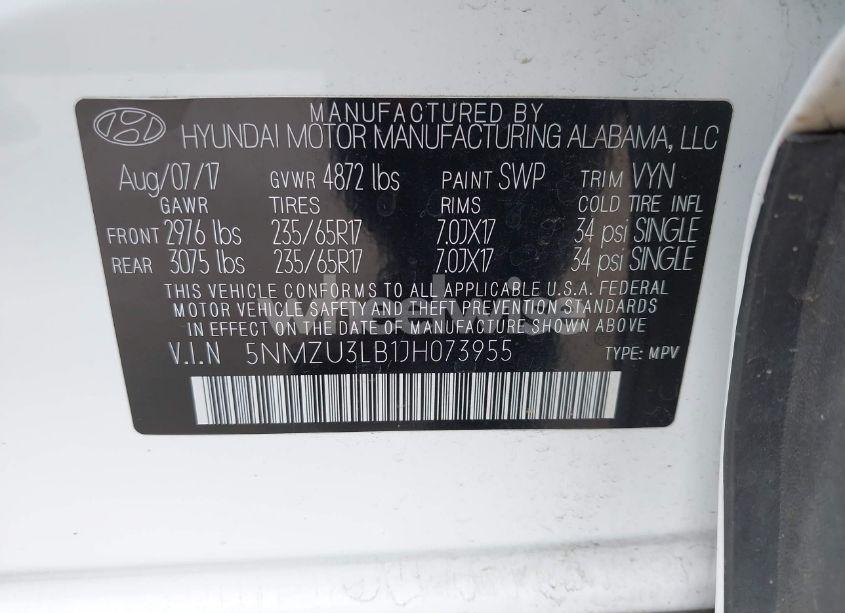 MANUFACTURED BY
HYUNDAI MOTOR MANUFACTURING ALABAMA, LLC
Aug/07/17 GVWR 4872 lbs PAINT SWP TRIM VYN
GAWR TIRES RIMS COLD TIRE INFL
FRONT 2976 lbs 235/65R17 7.0JX17 34 psi SINGLE
REAR 3075 lbs 235/65R17 7.0JX17 34 psi SINGLE
THIS VEHICLE CONFORMS TO ALL APPLICABLE U.S.A. FEDERAL
MOTOR VEHICLE SAFETY AND THEFT PREVENTION STANDARDS
IN EFFECT ON THE DATE OF MANUFACTURE SHOWN ABOVE
wheelwise
V.I.N 5NMZU3LB1JH073955 TYPE: MPV